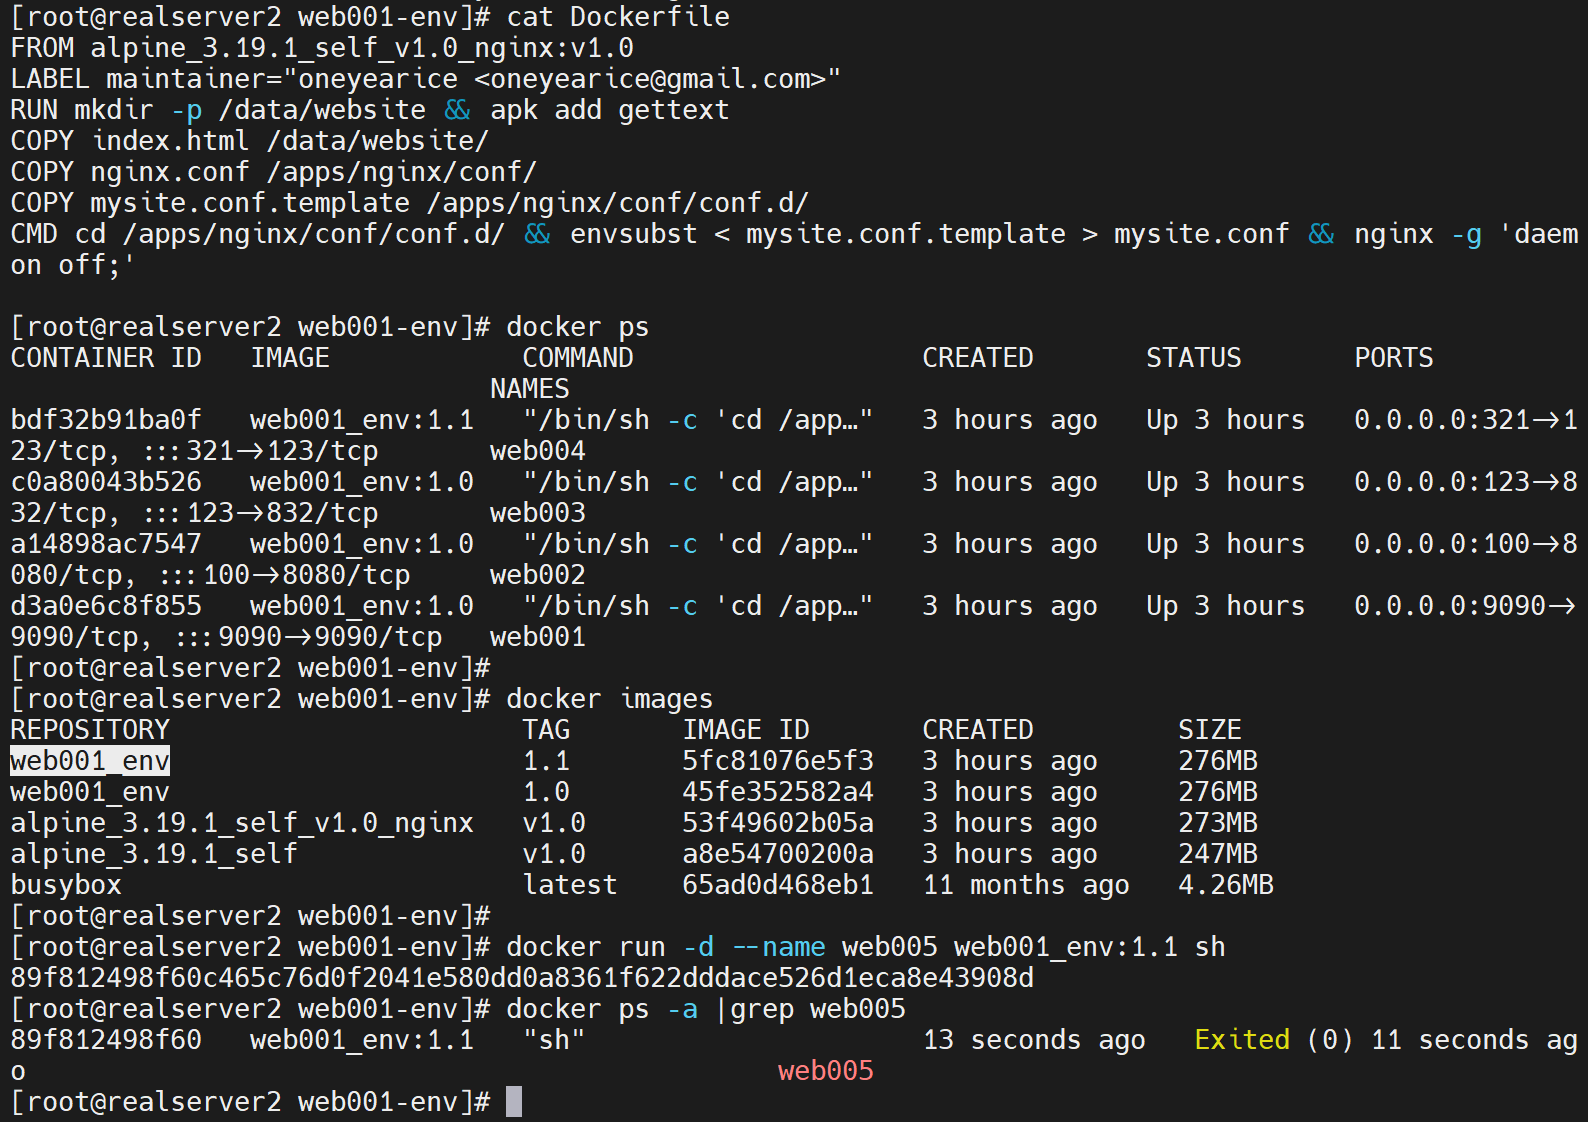 [root@realserver2 web001-env]# cat Dockerfile
FROM alpine_3.19.1_self_v1.0_nginx:v1.0
LABEL maintainer="oneyearice <oneyearice@gmail.com>"
RUN mkdir -p /data/website && apk add gettext
COPY index.html /data/website/
COPY nginx.conf /apps/nginx/conf/
COPY mysite.conf.template /apps/nginx/conf/conf.d/
CMD cd /apps/nginx/conf/conf.d/ && envsubst < mysite.conf.template > mysite.conf && nginx -g 'daem
on off;'
[root@realserver2 web001-env]# docker ps
CONTAINER ID   IMAGE            COMMAND                  CREATED       STATUS       PORTS
                              NAMES
bdf32b91ba0f   web001_env:1.1   "/bin/sh -c 'cd /app…"   3 hours ago   Up 3 hours   0.0.0.0:321->1
23/tcp, :::321->123/tcp       web004
c0a80043b526   web001_env:1.0   "/bin/sh -c 'cd /app…"   3 hours ago   Up 3 hours   0.0.0.0:123->8
32/tcp, :::123->832/tcp       web003
a14898ac7547   web001_env:1.0   "/bin/sh -c 'cd /app…"   3 hours ago   Up 3 hours   0.0.0.0:100->8
080/tcp, :::100->8080/tcp     web002
d3a0e6c8f855   web001_env:1.0   "/bin/sh -c 'cd /app…"   3 hours ago   Up 3 hours   0.0.0.0:9090->
9090/tcp, :::9090->9090/tcp   web001
[root@realserver2 web001-env]#
[root@realserver2 web001-env]# docker images
REPOSITORY                      TAG       IMAGE ID       CREATED         SIZE
web001_env                      1.1       5fc81076e5f3   3 hours ago     276MB
web001_env                      1.0       45fe352582a4   3 hours ago     276MB
alpine_3.19.1_self_v1.0_nginx   v1.0      53f49602b05a   3 hours ago     273MB
alpine_3.19.1_self              v1.0      a8e54700200a   3 hours ago     247MB
busybox                         latest    65ad0d468eb1   11 months ago   4.26MB
[root@realserver2 web001-env]#
[root@realserver2 web001-env]# docker run -d --name web005 web001_env:1.1 sh
89f812498f60c465c76d0f2041e580dd0a8361f622dddace526d1eca8e43908d
[root@realserver2 web001-env]# docker ps -a |grep web005
89f812498f60   web001_env:1.1   "sh"                     13 seconds ago   Exited (0) 11 seconds ag
o                                               web005
[root@realserver2 web001-env]#